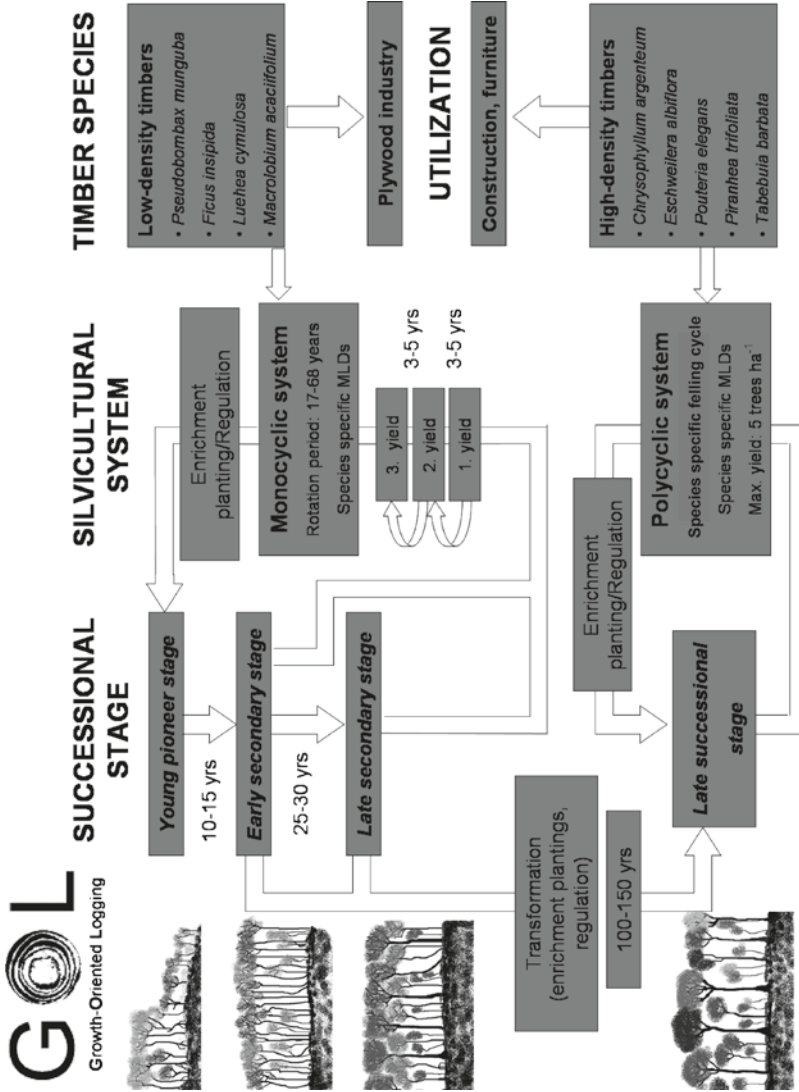 GOL
Growth-Oriented Logging
SUCCESSIONAL
STAGE
SILVICULTURAL
SYSTEM
TIMBER SPECIES
Young pioneer stage
10-15 yrs
Early secondary stage
25-30 yrs
Late secondary stage
Transformation
(enrichment plantings,
regulation)
100-150 yrs
Late successional
stage
Enrichment
planting/Regulation
Monocyclic system
Rotation period: 17-68 years
Species specific MLDs
3. yield
2. yield
1. yield
3-5 yrs
3-5 yrs
Enrichment
planting/Regulation
Polycyclic system
Species specific felling cycle
Species specific MLDs
Max. yield: 5 trees ha⁻¹
Low-density timbers
• Pseudobombax munguba
• Ficus insipida
• Luehea cymulosa
• Macrolobium acaciifolium
Plywood industry
UTILIZATION
Construction, furniture
High-density timbers
• Chrysophyllum argenteum
• Eschweilera albiflora
• Pouteria elegans
• Piranhea trifoliata
• Tabebuia barbata